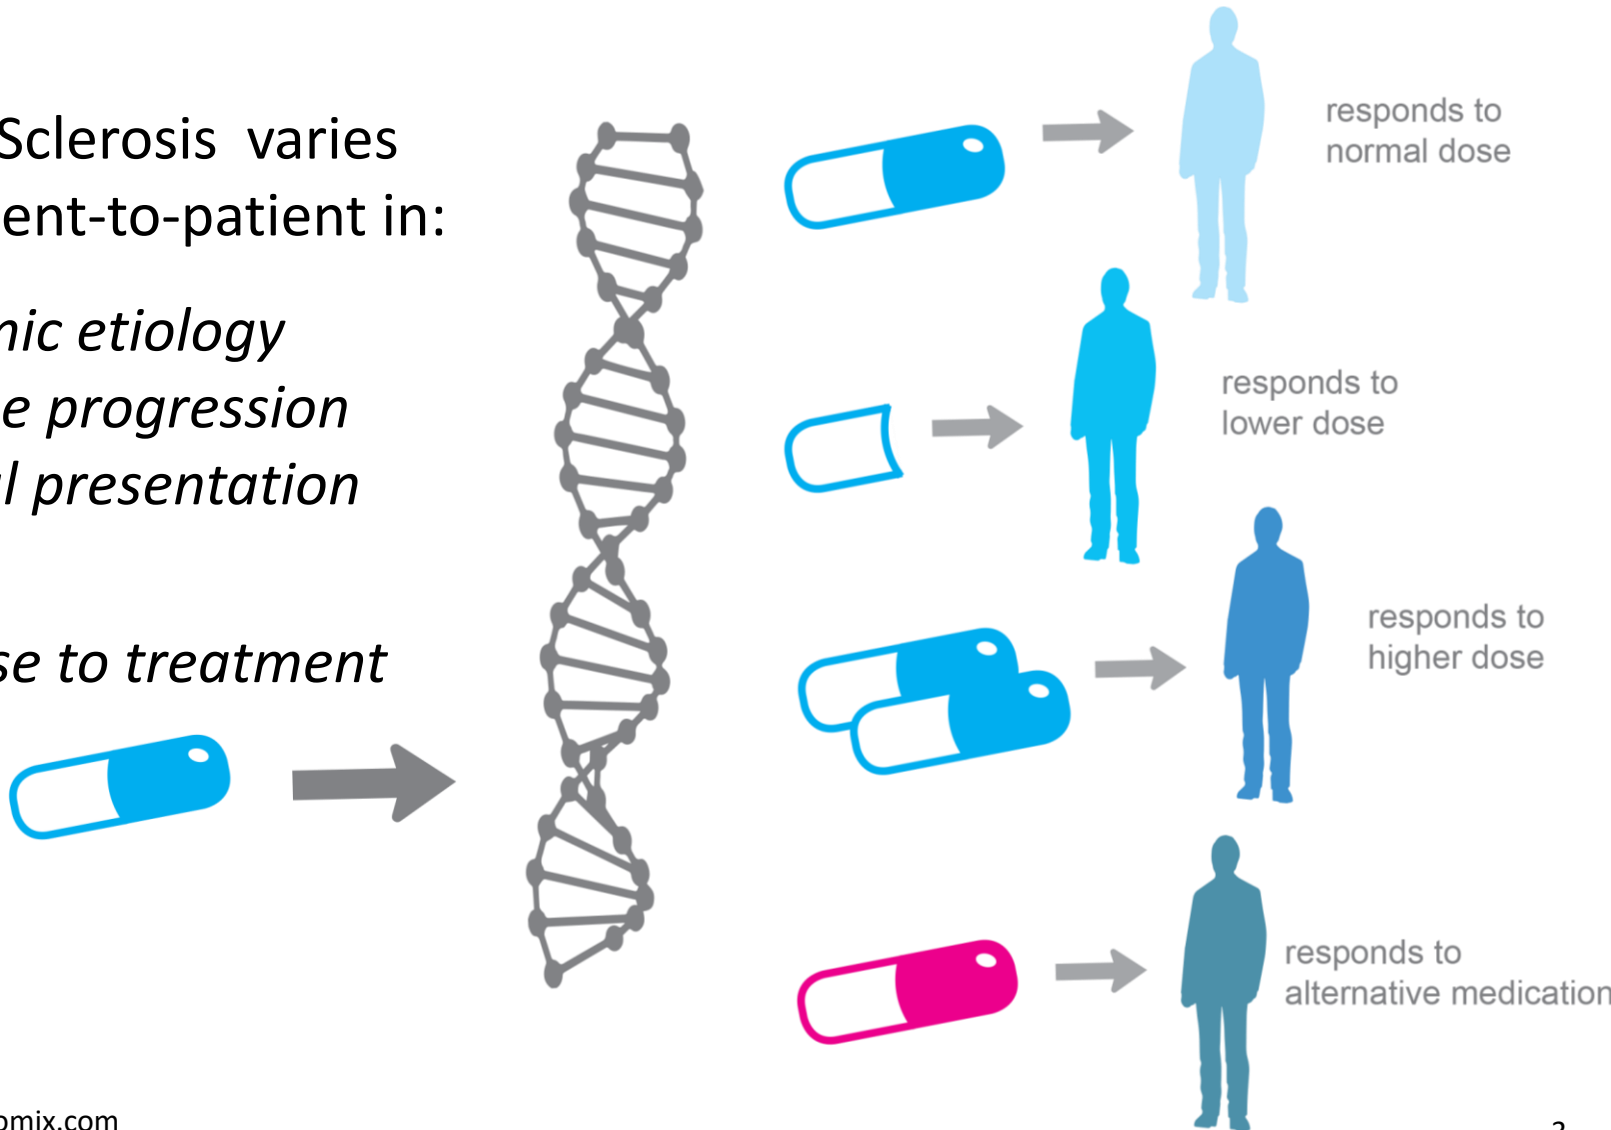 Sclerosis varies
ent-to-patient in:
nic etiology
e progression
l presentation
se to treatment
responds to
normal dose
responds to
lower dose
responds to
higher dose
responds to
alternative medication
omix.com